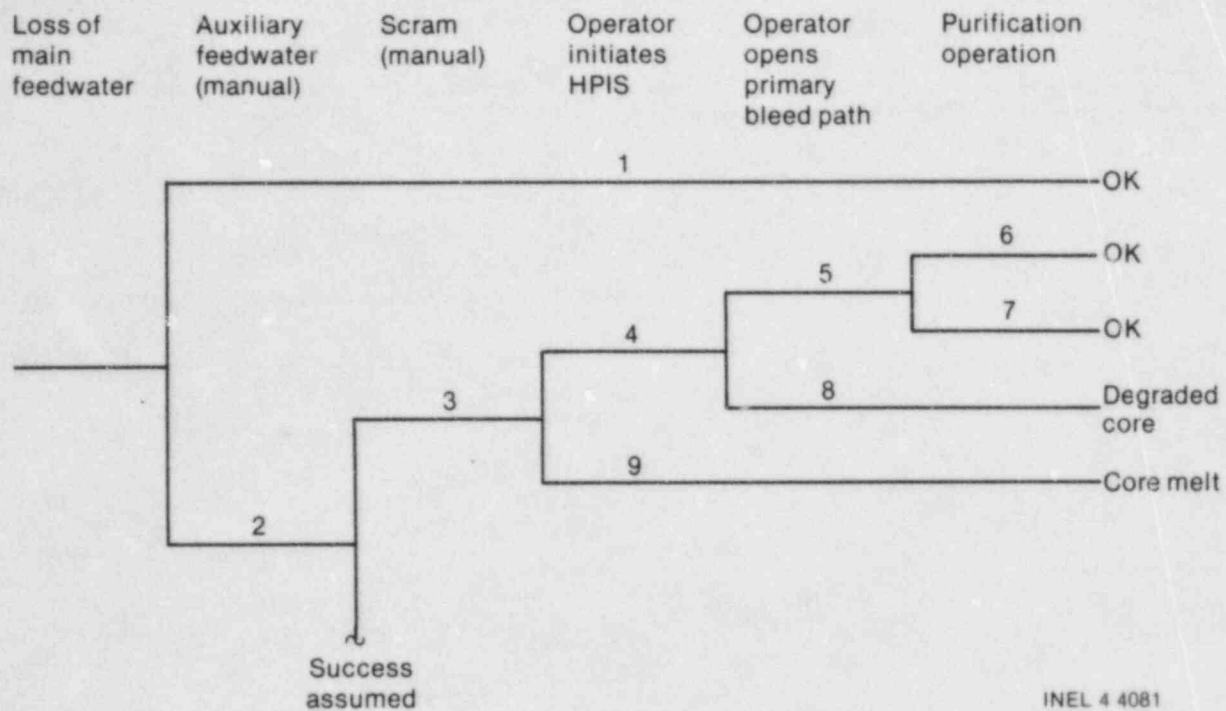 Loss of
main
feedwater
Auxiliary
feedwater
(manual)
Scram
(manual)
Operator
initiates
HPIS
Operator
opens
primary
bleed path
Purification
operation
1
OK
6
OK
5
7
OK
4
8
Degraded
core
3
9
Core melt
2
Success
assumed
INEL 4 4081